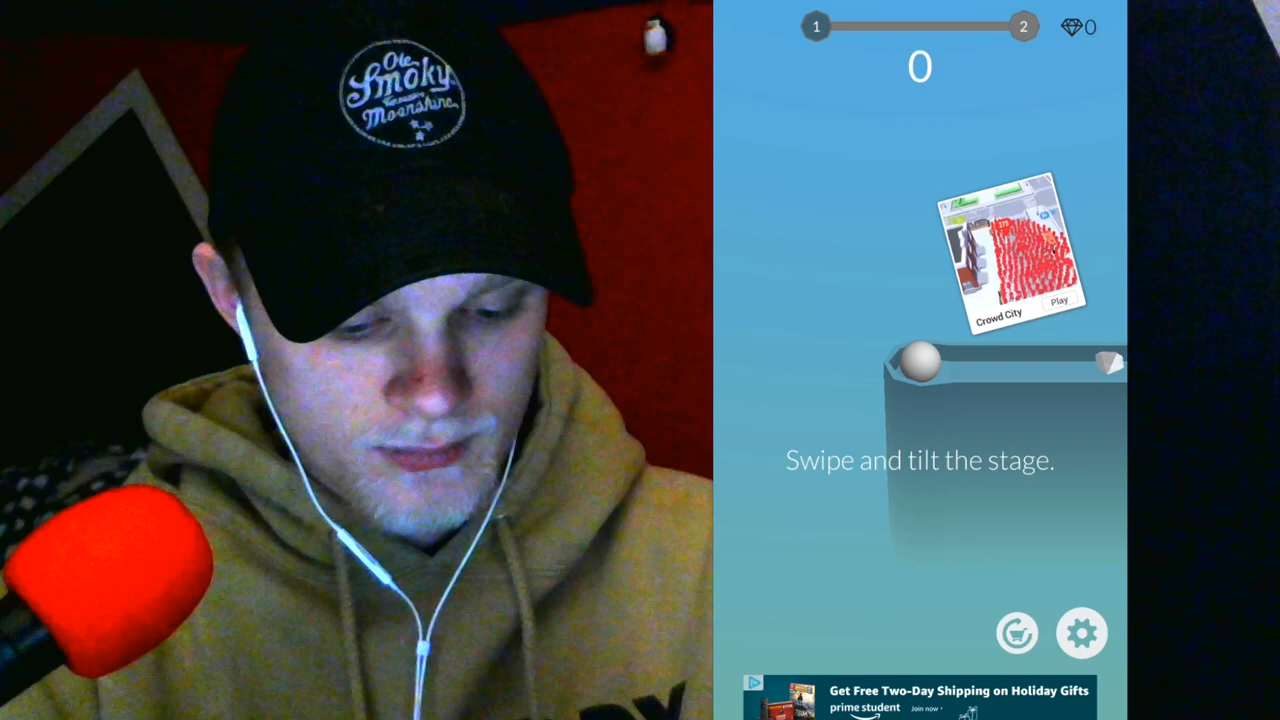 Ole
Smoky
Tennessee
Moonshine
1
2
0
0
Crowd City
Play
Swipe and tilt the stage.
Get Free Two-Day Shipping on Holiday Gifts
prime student
Join now